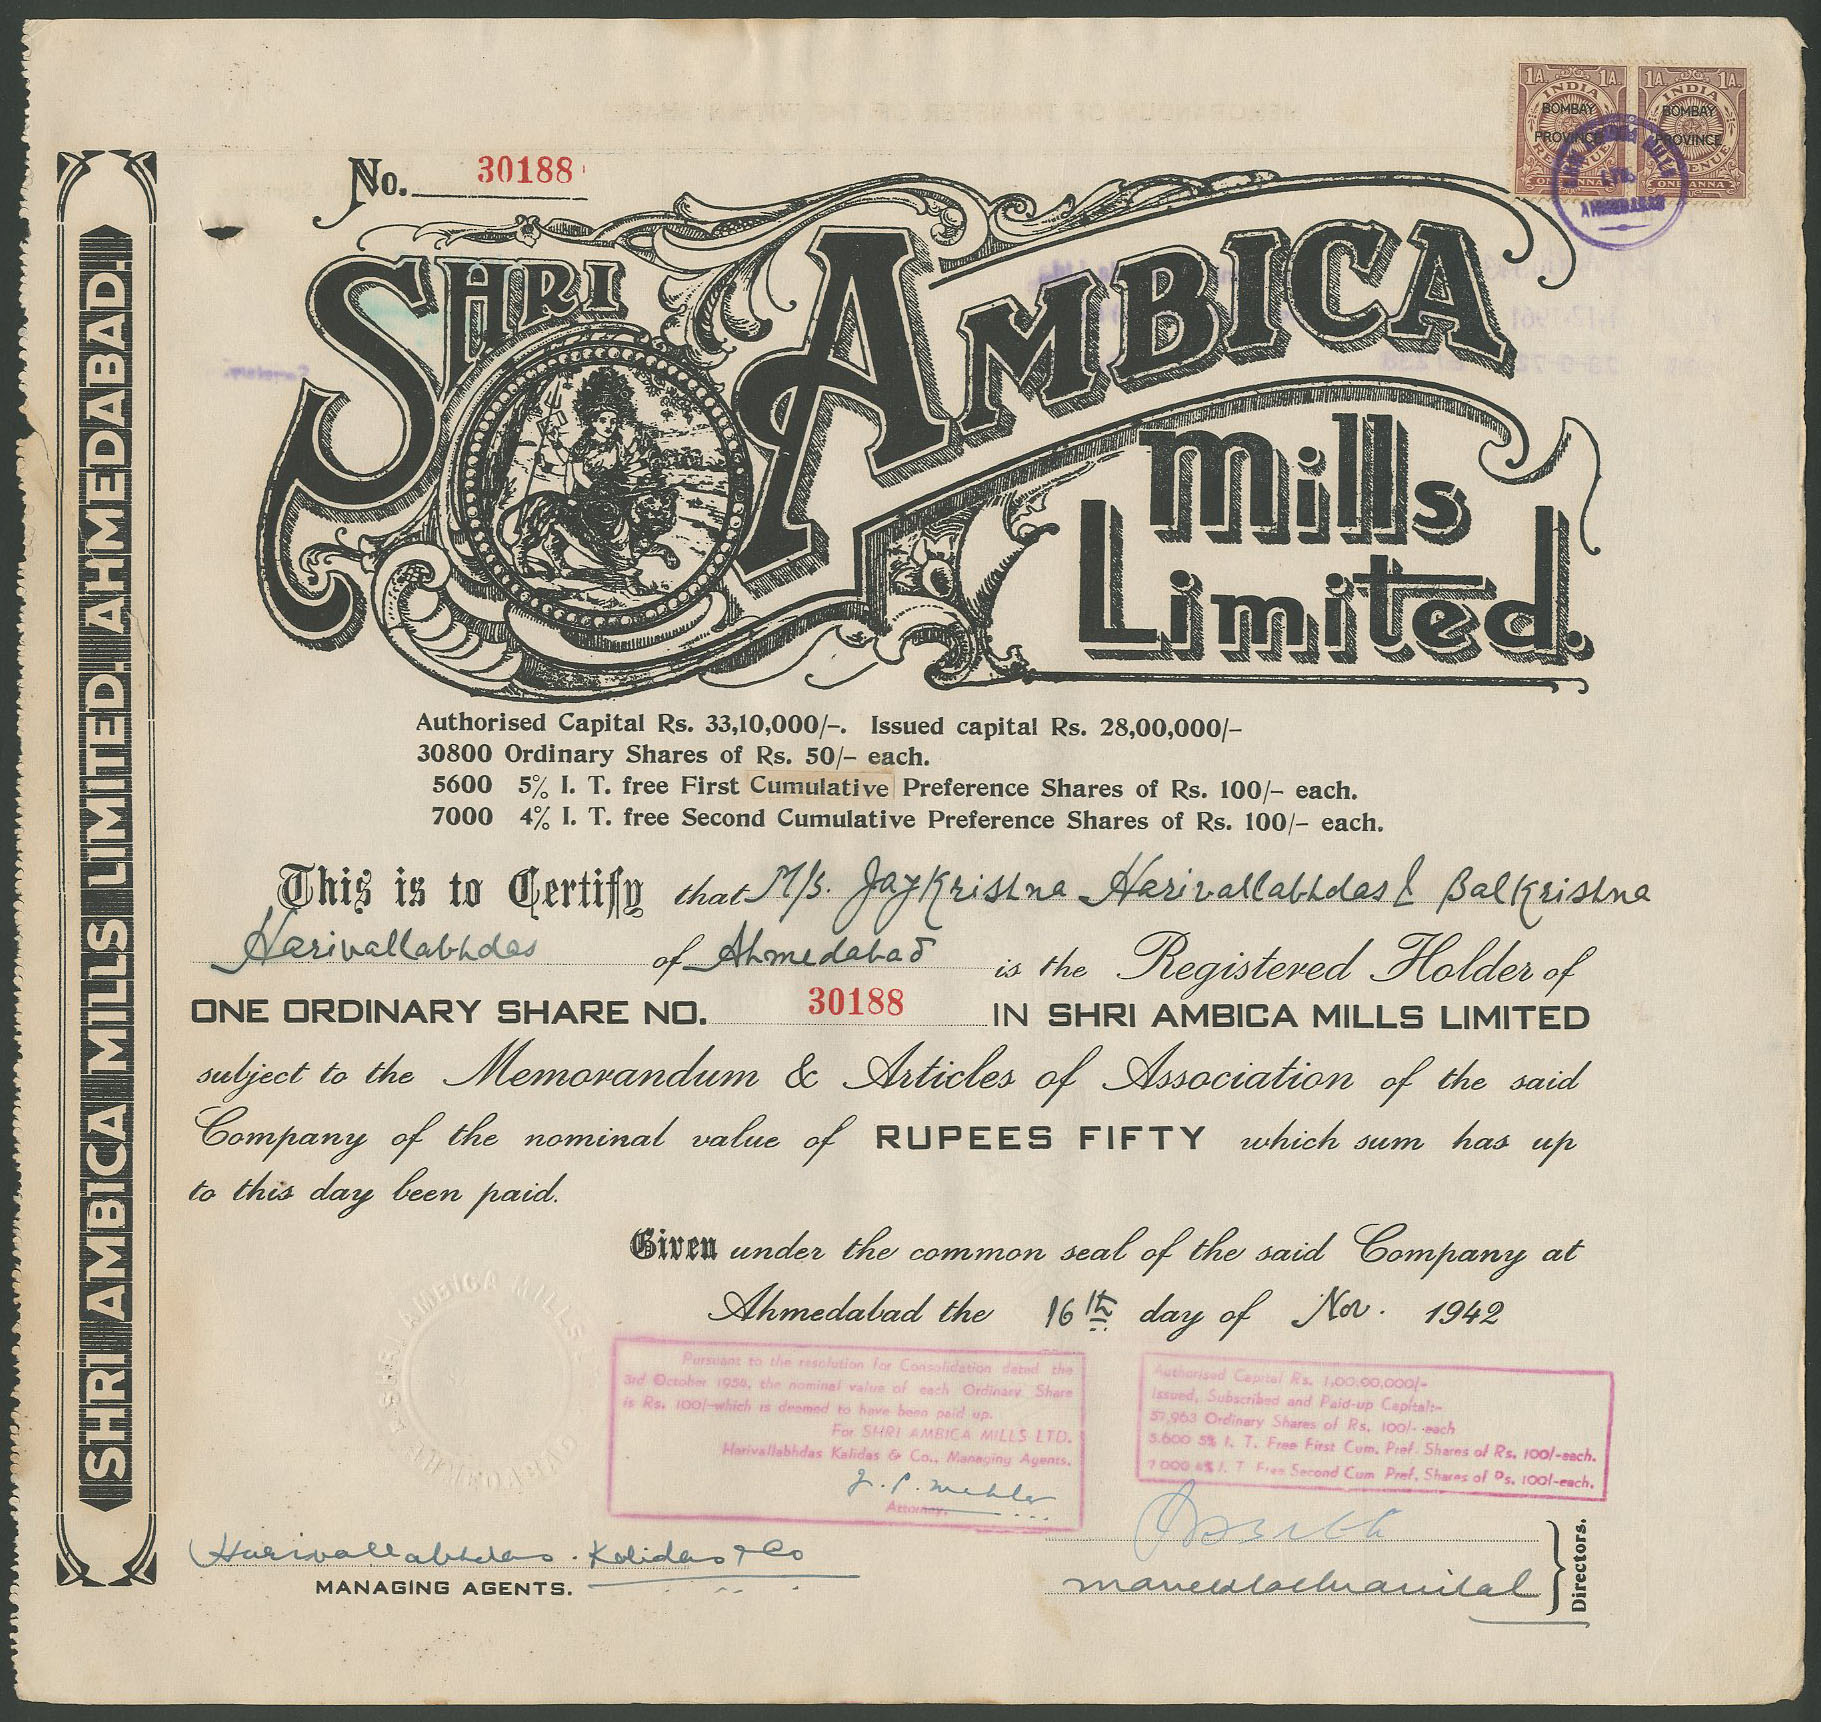 No. 30188
1A. 1A. 1A. 1A.
INDIA INDIA
BOMBAY BOMBAY
PROVINCE PROVINCE
REVENUE REVENUE
ONE ANNA ONE ANNA
MILLS
LTD.
AHMEDABAD
SHRI AMBICA
Mills
Limited.
SHRI AMBICA MILLS LIMITED. AHMEDABAD.
Authorised Capital Rs. 33,10,000/-. Issued capital Rs. 28,00,000/-
30800 Ordinary Shares of Rs. 50/- each.
5600 5% I. T. free First Cumulative Preference Shares of Rs. 100/- each.
7000 4% I. T. free Second Cumulative Preference Shares of Rs. 100/- each.
This is to Certify that M/s. Jaykrishna Harivallabhdas & Balkrishna
Harivallabhdas of Ahmedabad is the Registered Holder of
ONE ORDINARY SHARE NO. 30188 IN SHRI AMBICA MILLS LIMITED
subject to the Memorandum & Articles of Association of the said
Company of the nominal value of RUPEES FIFTY which sum has up
to this day been paid.
Given under the common seal of the said Company at
Ahmedabad the 16th day of Nov. 1942
AMBICA MILLS
AHMEDABAD
Pursuant to the resolution for Consolidation dated the
3rd October 1954, the nominal value of each Ordinary Share
is Rs. 100/-which is deemed to have been paid up.
For SHRI AMBICA MILLS LTD.
Harivallabhdas Kalidas & Co., Managing Agents.
Attorney.
Authorised Capital Rs. 1,00,00,000/-
Issued, Subscribed and Paid-up Capital:-
57,963 Ordinary Shares of Rs. 100/- each
5.600 5% I. T. Free First Cum. Pref. Shares of Rs. 100/-each.
7000 4% I. T. Free Second Cum Pref. Shares of Rs. 100/-each.
Harivallabhdas. Kalidas & Co
MANAGING AGENTS.
Directors.